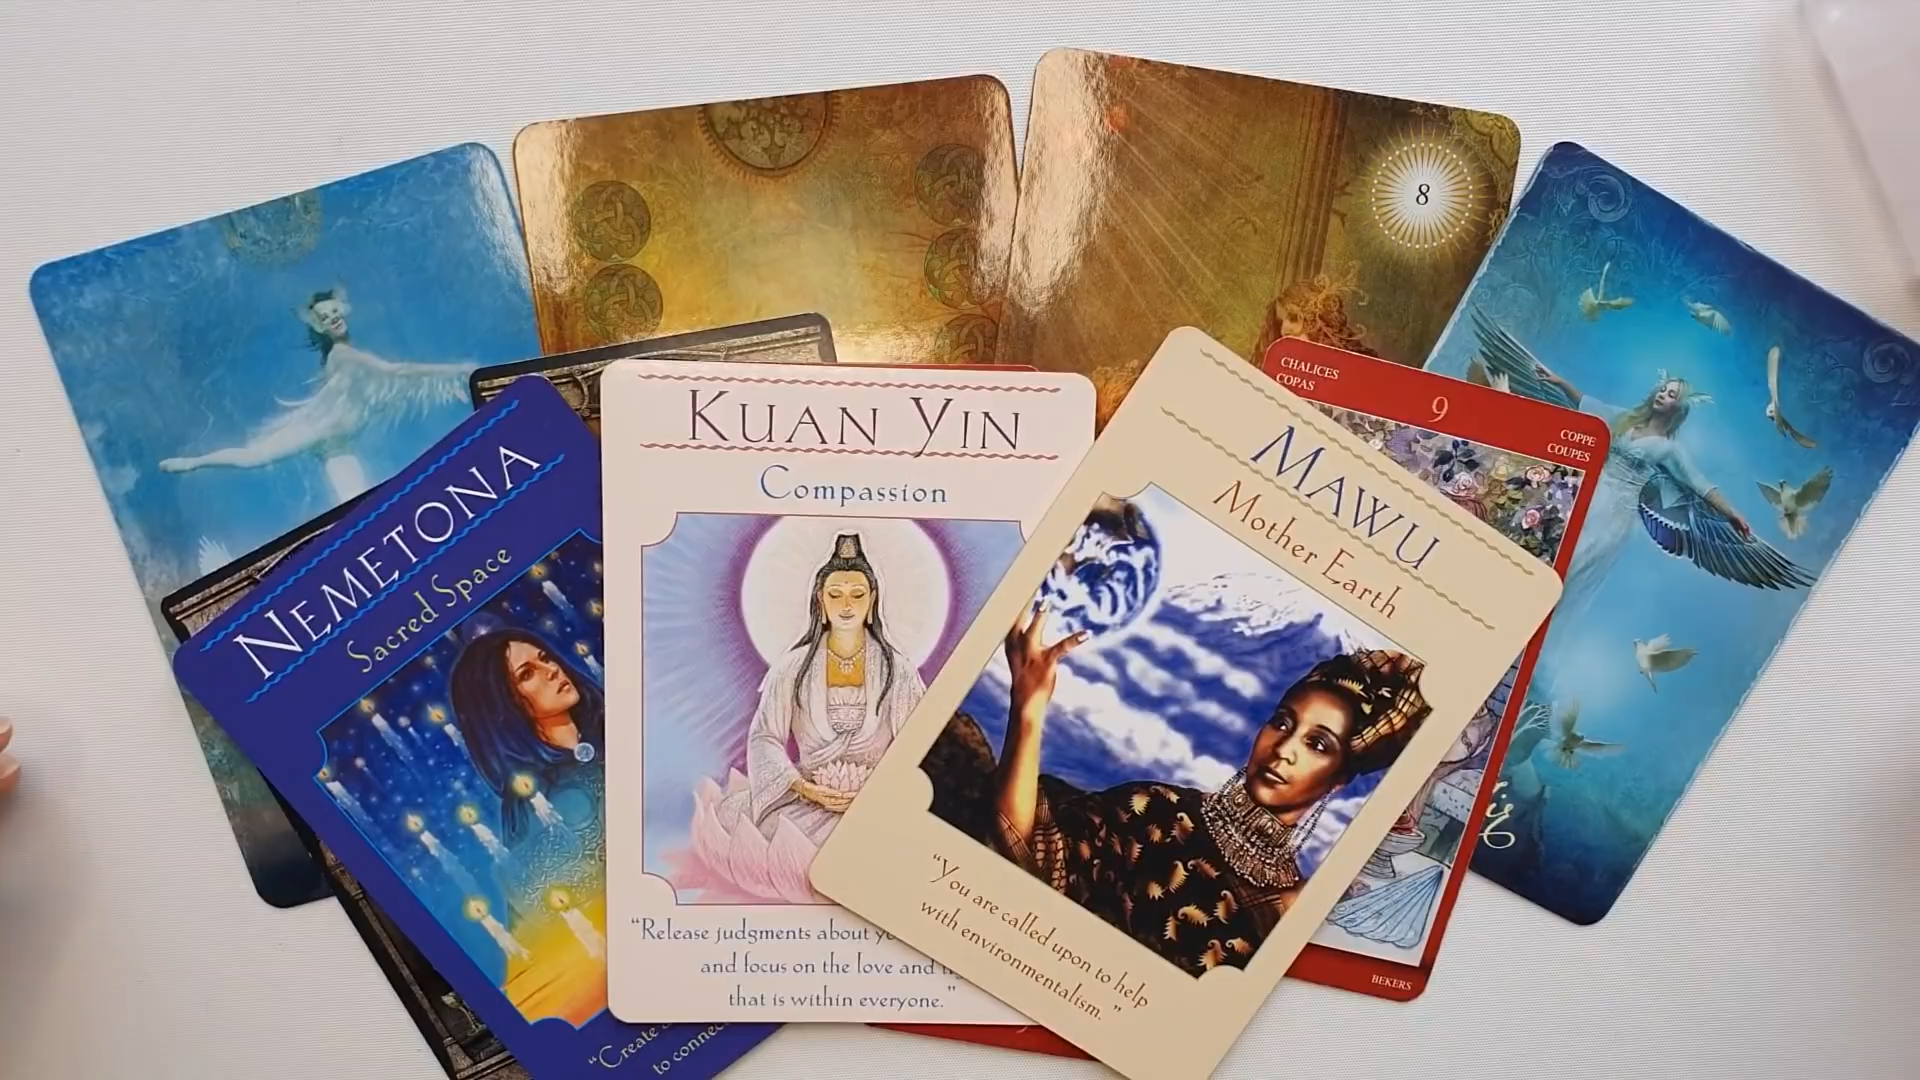 8
CHALICES
COPAS
9
COPPE
COUPES
BEKERS
NEMETONA
Sacred Space
“Create
to connec
KUAN YIN
Compassion
“Release judgments about
and focus on the love and
that is within everyone.”
MAWU
Mother Earth
“You are called upon to help
with environmentalism.”